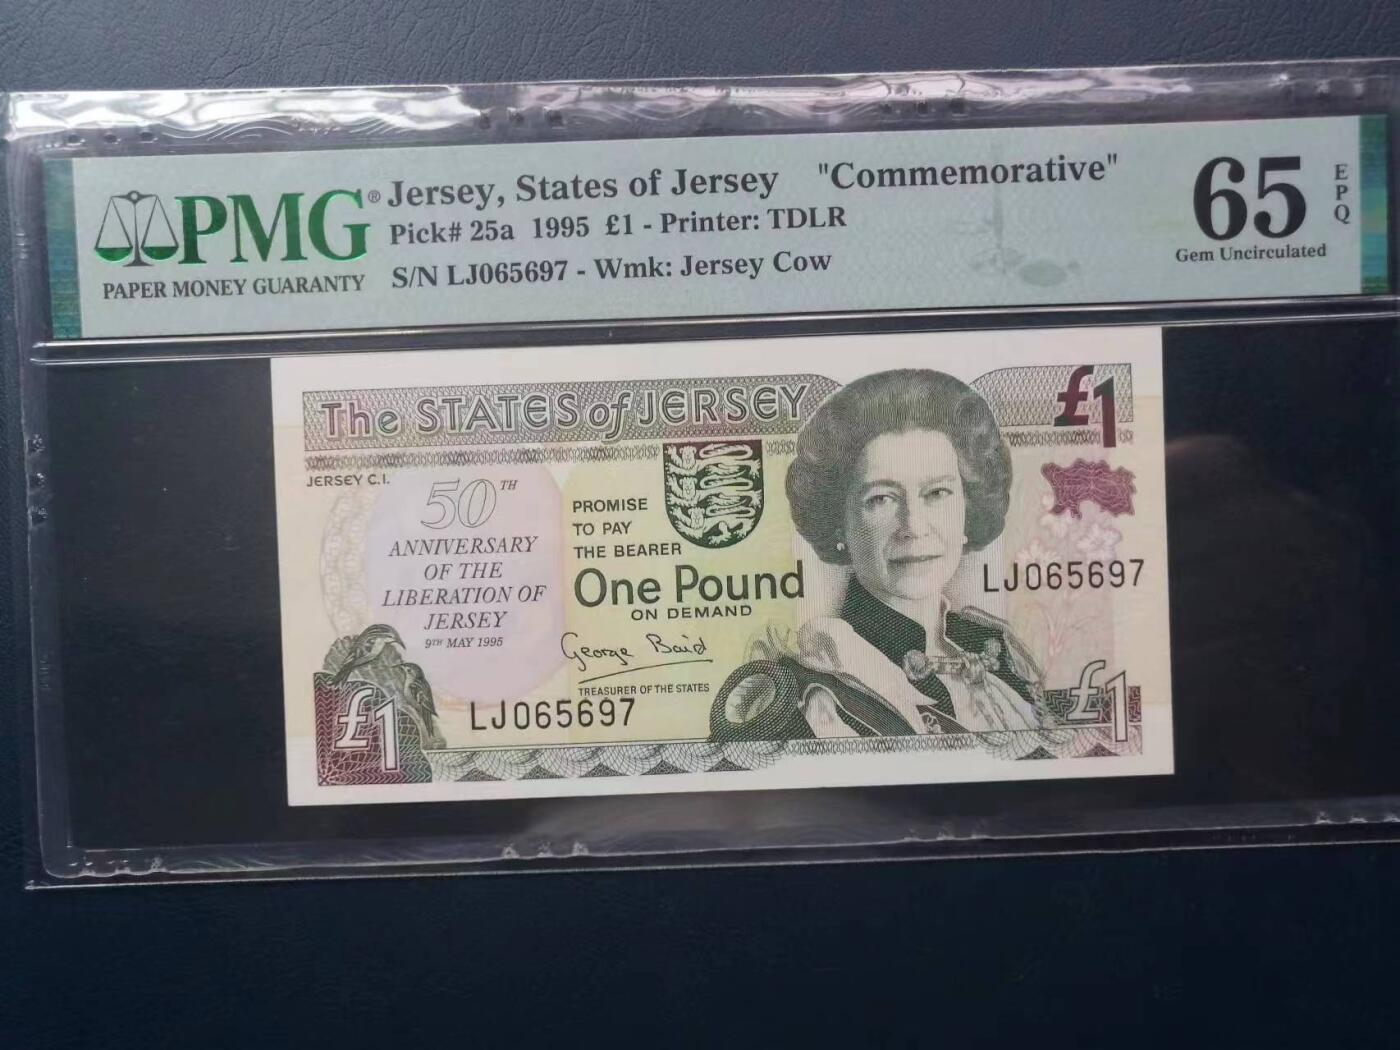 PMG®
PAPER MONEY GUARANTY
Jersey, States of Jersey "Commemorative"
Pick# 25a 1995 £1 - Printer: TDLR
S/N LJ065697 - Wmk: Jersey Cow
65
EPQ
Gem Uncirculated
The STATES of JERSEY
£1
JERSEY C.I.
50TH
ANNIVERSARY
OF THE
LIBERATION OF
JERSEY
9TH MAY 1995
PROMISE
TO PAY
THE BEARER
One Pound
ON DEMAND
George Baird
TREASURER OF THE STATES
LJ065697
LJ065697
£1
£1